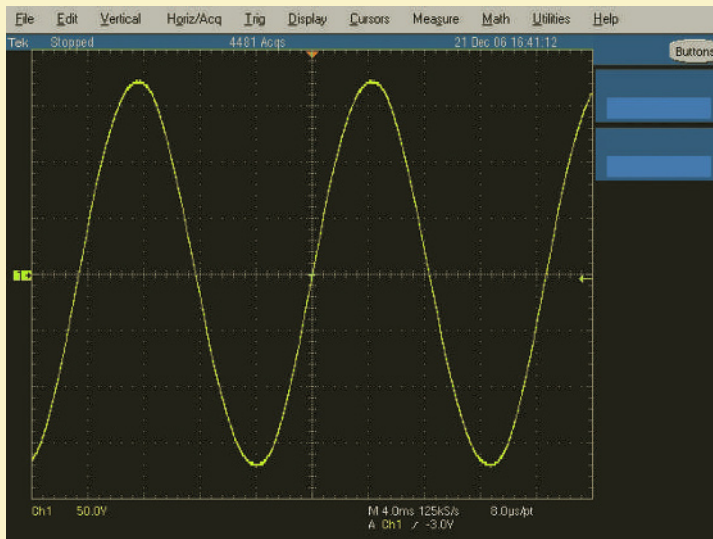 File Edit Vertical Horiz/Acq Trig Display Cursors Measure Math Utilities Help
Tek Stopped 4481 Acqs 21 Dec 06 16:41:12
Buttons
1
Ch1 50.0V M 4.0ms 125kS/s 8.0µs/pt
A Ch1 ∕ -3.0V